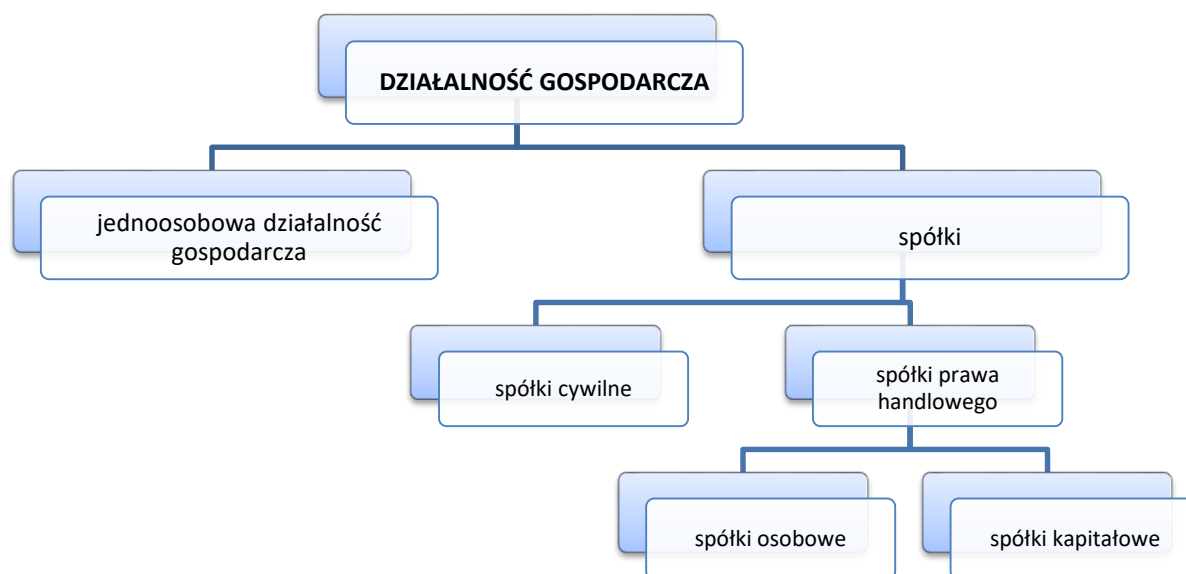 DZIAŁALNOŚĆ GOSPODARCZA
jednoosobowa działalność
gospodarcza
spółki
spółki cywilne
spółki prawa
handlowego
spółki osobowe
spółki kapitałowe